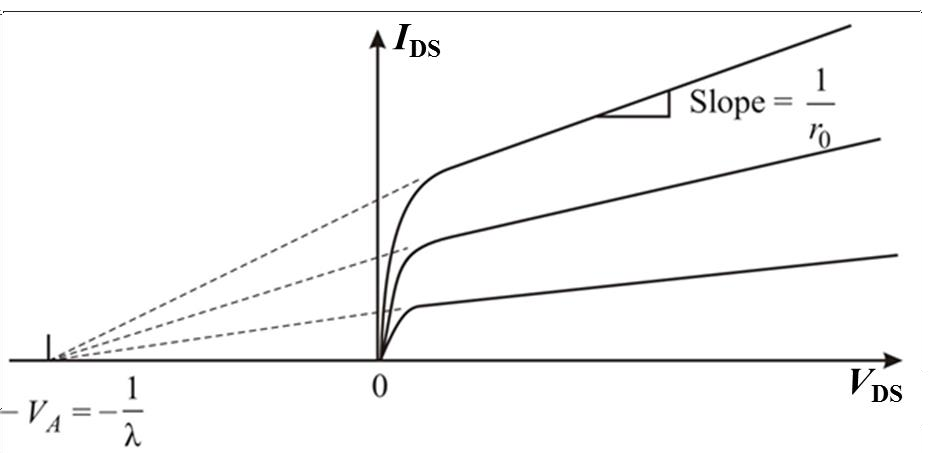 I_DS
Slope = 1/r_0
0
V_DS
– V_A = – 1/λ